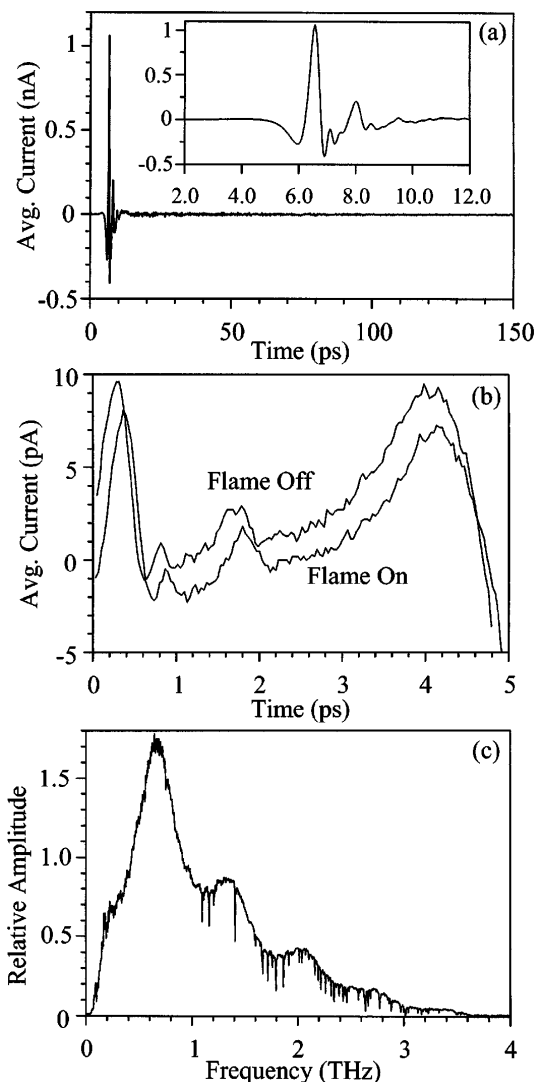 (a)
Avg. Current (nA)
1
0.5
0
-0.5
1
0.5
0
-0.5
2.0 4.0 6.0 8.0 10.0 12.0
0 50 100 150
Time (ps)
(b)
Avg. Current (pA)
10
5
0
-5
Flame Off
Flame On
0 1 2 3 4 5
Time (ps)
(c)
Relative Amplitude
1.5
1.0
0.5
0
0 1 2 3 4
Frequency (THz)